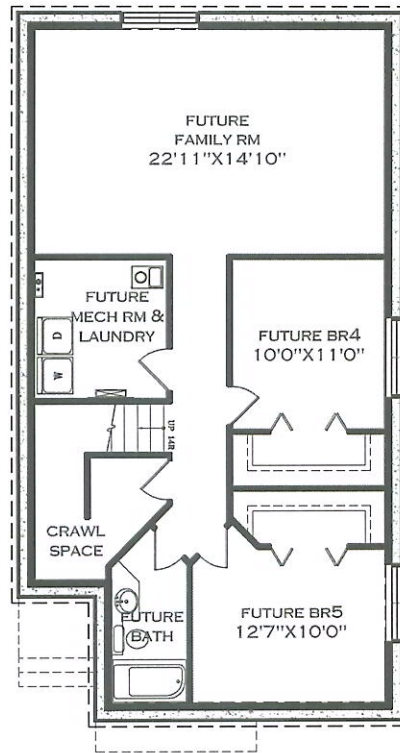 FUTURE
FAMILY RM
22'11"X14'10"
FUTURE
MECH RM &
LAUNDRY
D
W
FUTURE BR4
10'0"X11'0"
UP 14R
CRAWL
SPACE
FUTURE
BATH
FUTURE BR5
12'7"X10'0"